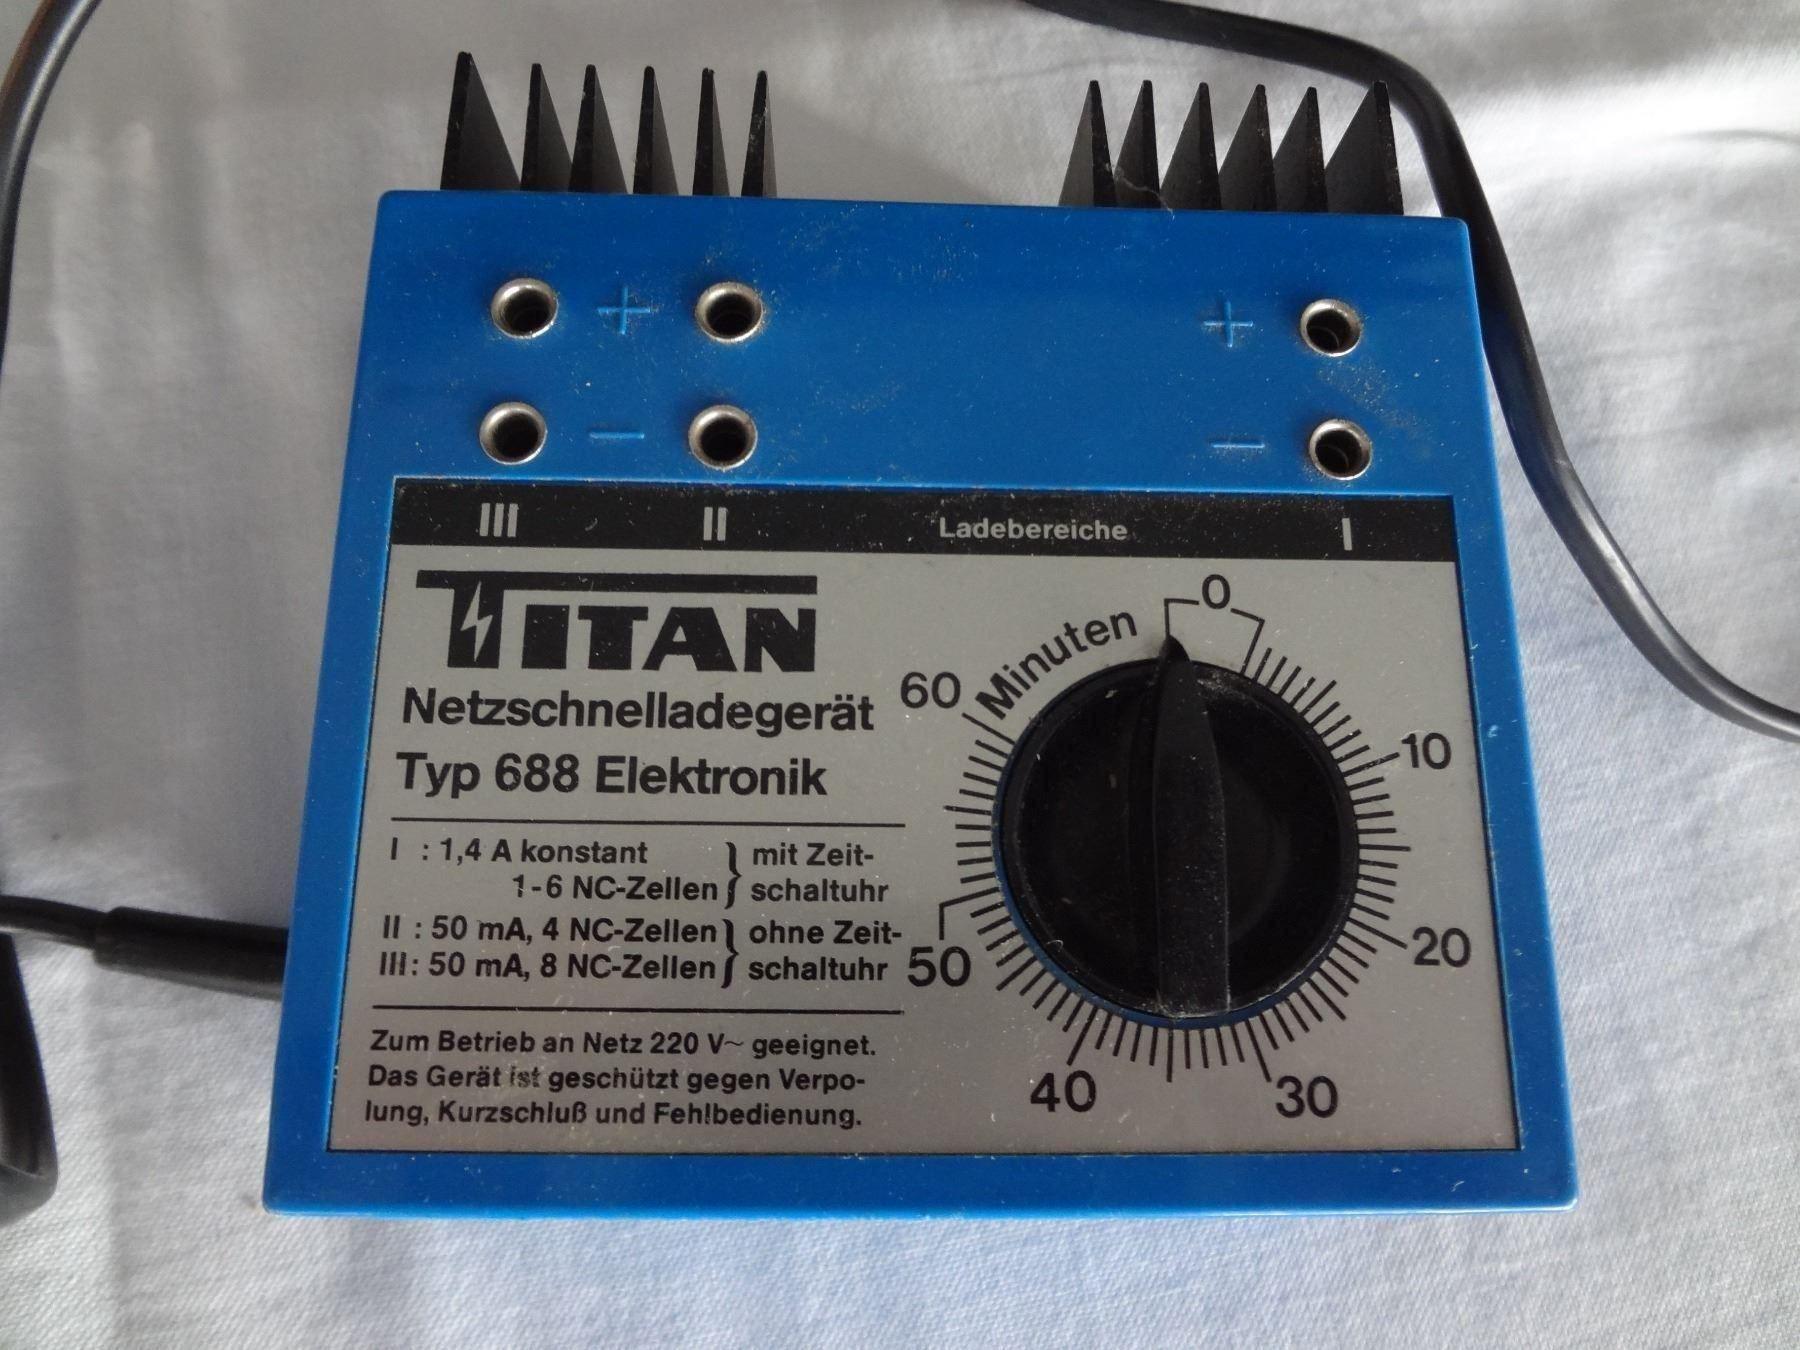 + +
− −
III II Ladebereiche I
TITAN
Netzschnelladegerät
Typ 688 Elektronik
I : 1,4 A konstant } mit Zeit-
1-6 NC-Zellen } schaltuhr
II : 50 mA, 4 NC-Zellen } ohne Zeit-
III: 50 mA, 8 NC-Zellen } schaltuhr
Zum Betrieb an Netz 220 V~ geeignet.
Das Gerät ist geschützt gegen Verpo-
lung, Kurzschluß und Fehlbedienung.
Minuten
0
10
20
30
40
50
60